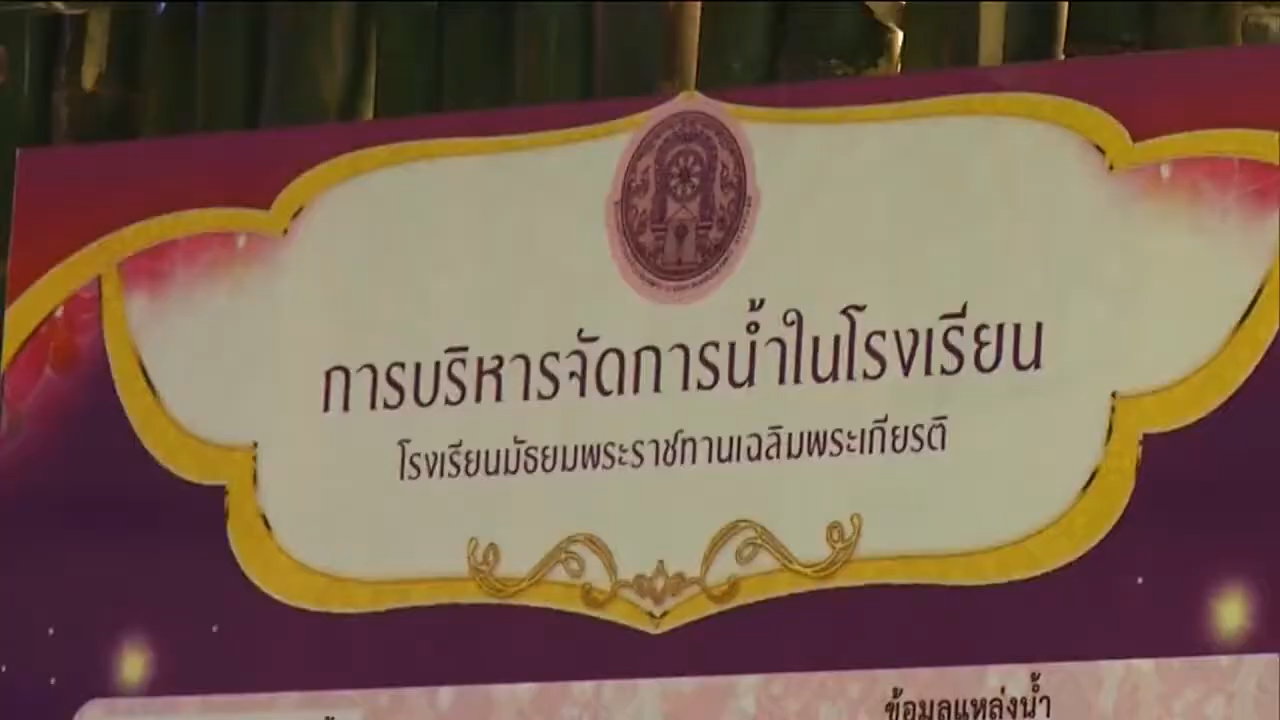 การบริหารจัดการน้ำในโรงเรียน
โรงเรียนมัธยมพระราชทานเฉลิมพระเกียรติ
ข้อมูลแหล่งน้ำ